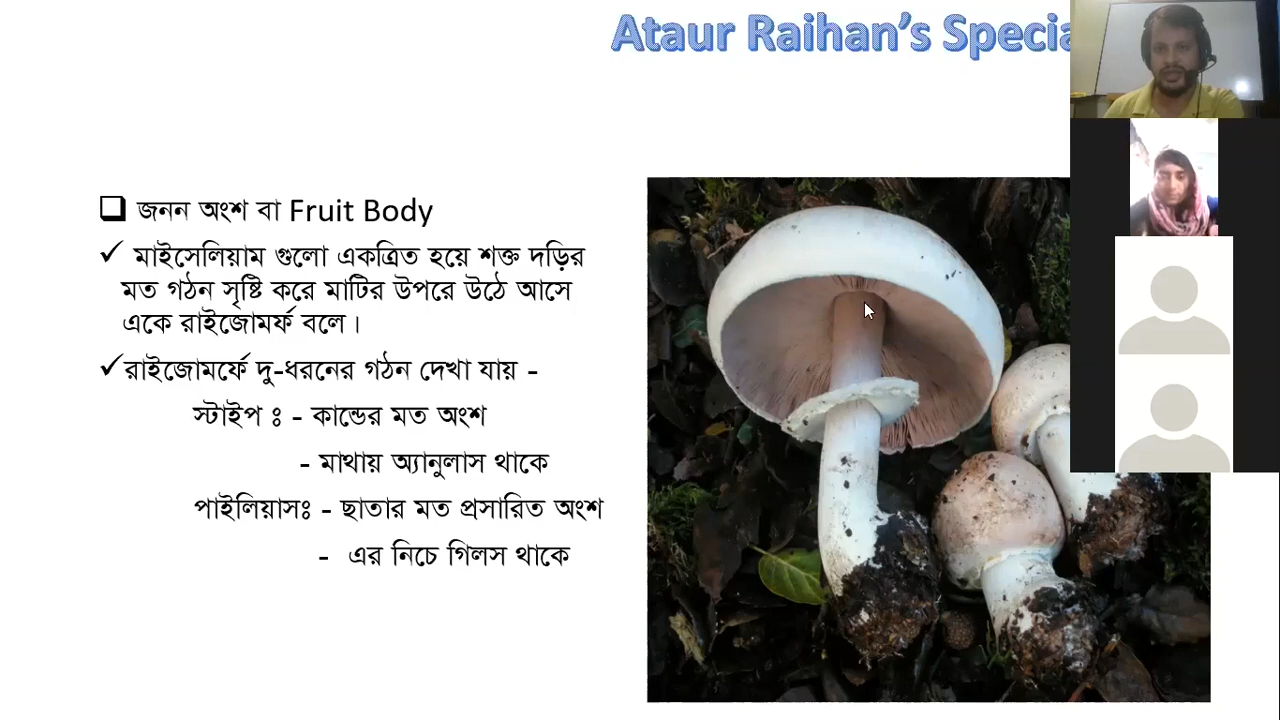 Ataur Raihan's
❑ জনন অংশ বা Fruit Body
✓ মাইসেলিয়াম গুলো একত্রিত হয়ে শক্ত দড়ির
মত গঠন সৃষ্টি করে মাটির উপরে উঠে আসে
একে রাইজোমর্ফ বলে।
✓রাইজোমর্ফে দু-ধরনের গঠন দেখা যায় -
স্টাইপ ঃ - কান্ডের মত অংশ
- মাথায় অ্যানুলাস থাকে
পাইলিয়াসঃ - ছাতার মত প্রসারিত অংশ
- এর নিচে গিলস থাকে